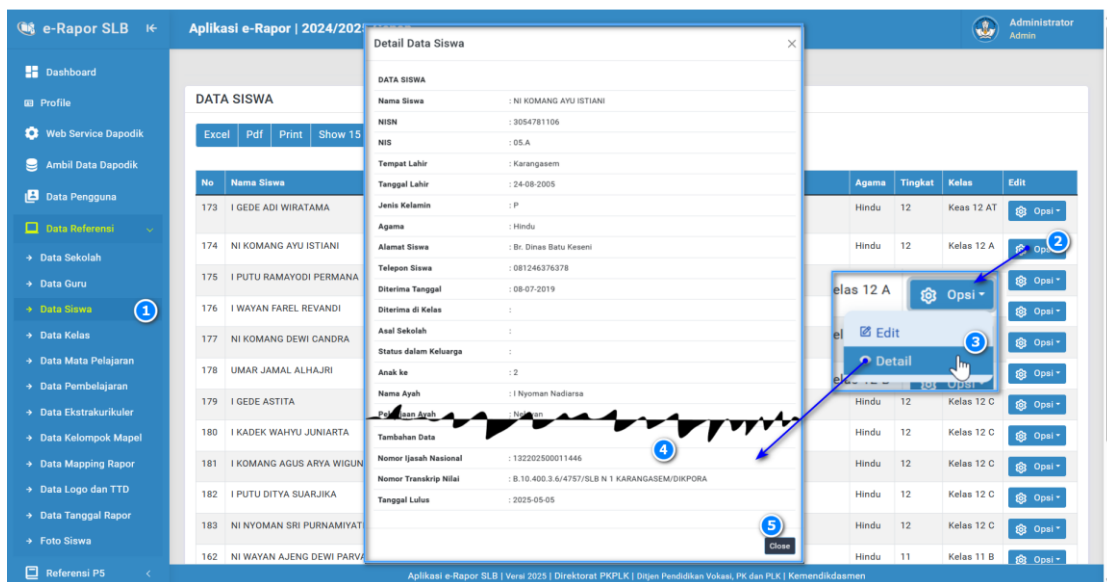 e-Rapor SLB
Aplikasi e-Rapor | 2024/202
Administrator
Admin
Dashboard
Profile
Web Service Dapodik
Ambil Data Dapodik
Data Pengguna
Data Referensi
Data Sekolah
Data Guru
Data Siswa 1
Data Kelas
Data Mata Pelajaran
Data Pembelajaran
Data Ekstrakurikuler
Data Kelompok Mapel
Data Mapping Rapor
Data Logo dan TTD
Data Tanggal Rapor
Foto Siswa
Referensi P5
DATA SISWA
Excel Pdf Print Show 15
No Nama Siswa Agama Tingkat Kelas Edit
173 I GEDE ADI WIRATAMA Hindu 12 Keas 12 AT Opsi
174 NI KOMANG AYU ISTIANI Hindu 12 Kelas 12 A Ops 2
175 I PUTU RAMAYODI PERMANA Opsi
176 I WAYAN FAREL REVANDI Opsi
177 NI KOMANG DEWI CANDRA Opsi
178 UMAR JAMAL ALHAJRI Opsi
179 I GEDE ASTITA Hindu 12 Kelas 12 C Opsi
180 I KADEK WAHYU JUNIARTA Hindu 12 Kelas 12 C Opsi
181 I KOMANG AGUS ARYA WIGUN Hindu 12 Kelas 12 C Opsi
182 I PUTU DITYA SUARJIKA Hindu 12 Kelas 12 C Opsi
183 NI NYOMAN SRI PURNAMIYATI Hindu 12 Kelas 12 C Opsi
162 NI WAYAN AJENG DEWI PARVA Hindu 11 Kelas 11 B Opsi
Detail Data Siswa ×
DATA SISWA
Nama Siswa : NI KOMANG AYU ISTIANI
NISN : 3054781106
NIS : 05.A
Tempat Lahir : Karangasem
Tanggal Lahir : 24-08-2005
Jenis Kelamin : P
Agama : Hindu
Alamat Siswa : Br. Dinas Batu Keseni
Telepon Siswa : 081246376378
Diterima Tanggal : 08-07-2019
Diterima di Kelas :
Asal Sekolah :
Status dalam Keluarga :
Anak ke : 2
Nama Ayah : I Nyoman Nadiarsa
Ayah
Tambahan Data
4
Nomor Ijasah Nasional : 132202500011446
Nomor Transkrip Nilai : B.10.400.3.6/4757/SLB N 1 KARANGASEM/DIKPORA
Tanggal Lulus : 2025-05-05
5
Close
elas 12 A Opsi
Edit
3
Detail
Aplikasi e-Rapor SLB | Versi 2025 | Direktorat PKPLK | Ditjen Pendidikan Vokasi, PK dan PLK | Kemendikdasmen